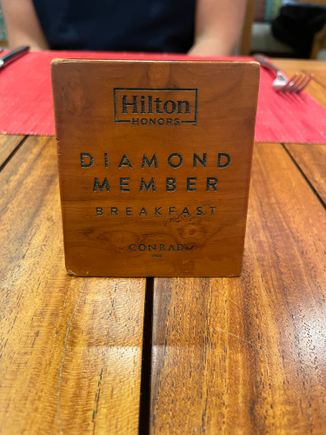 Hilton
HONORS
DIAMOND
MEMBER
BREAKFAST
CONRAD